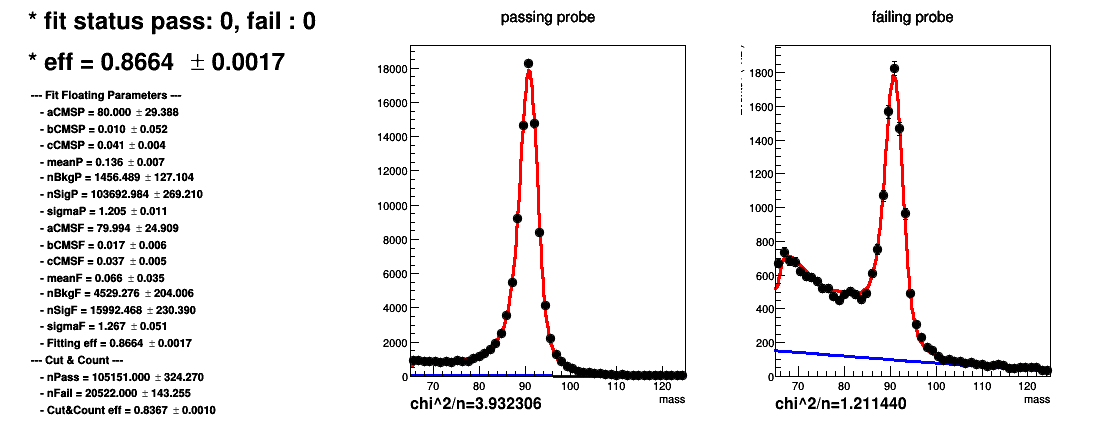 * fit status pass: 0, fail : 0
* eff = 0.8664 ± 0.0017
--- Fit Floating Parameters ---
- aCMSP = 80.000 ± 29.388
- bCMSP = 0.010 ± 0.052
- cCMSP = 0.041 ± 0.004
- meanP = 0.136 ± 0.007
- nBkgP = 1456.489 ± 127.104
- nSigP = 103692.984 ± 269.210
- sigmaP = 1.205 ± 0.011
- aCMSF = 79.994 ± 24.909
- bCMSF = 0.017 ± 0.006
- cCMSF = 0.037 ± 0.005
- meanF = 0.066 ± 0.035
- nBkgF = 4529.276 ± 204.006
- nSigF = 15992.468 ± 230.390
- sigmaF = 1.267 ± 0.051
- Fitting eff = 0.8664 ± 0.0017
--- Cut & Count ---
- nPass = 105151.000 ± 324.270
- nFail = 20522.000 ± 143.255
- Cut&Count eff = 0.8367 ± 0.0010
passing probe
18000
16000
14000
12000
10000
8000
6000
4000
2000
0
70 80 90 100 110 120
mass
chi^2/n=3.932306
failing probe
1800
1600
1400
1200
1000
800
600
400
200
0
70 80 90 100 110 120
mass
chi^2/n=1.211440